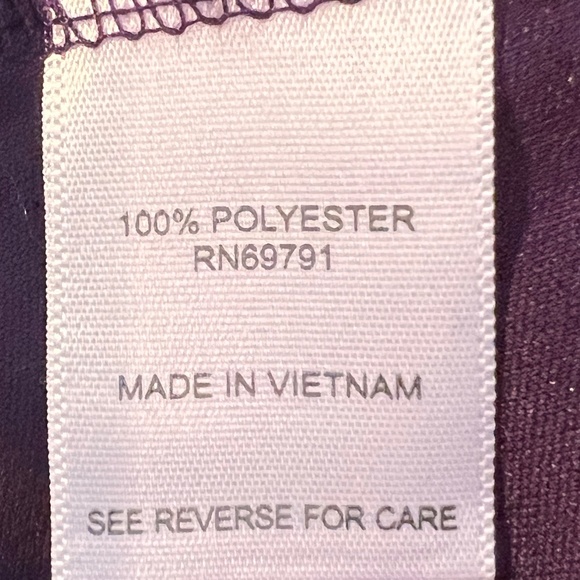 100% POLYESTER
RN69791
MADE IN VIETNAM
SEE REVERSE FOR CARE